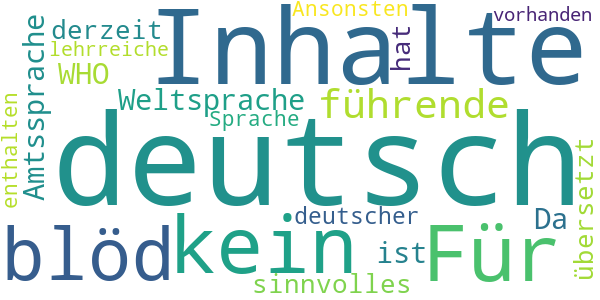 Ansonsten
vorhanden
derzeit
Inhalte
hat
lehrreiche
WHO
Amtssprache
Weltsprache
führende
Sprache
enthalten
deutsch
übersetzt
deutscher
Da
blöd
kein
ist
Für
sinnvolles